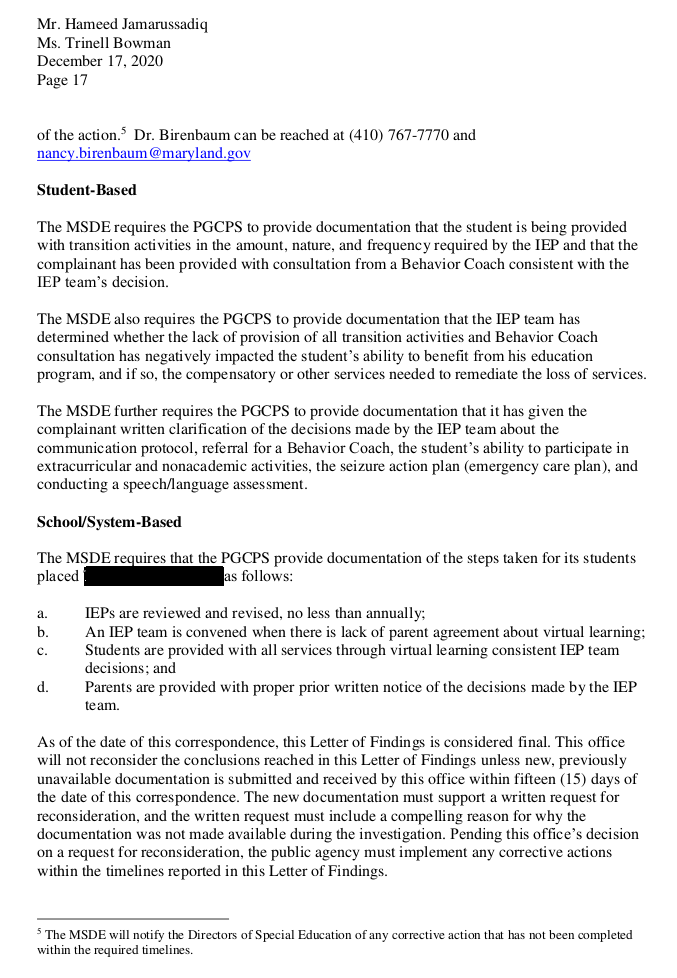 Mr. Hameed Jamarussadiq
Ms. Trinell Bowman
December 17, 2020
Page 17
of the action.5 Dr. Birenbaum can be reached at (410) 767-7770 and
nancy.birenbaum@maryland.gov
Student-Based
The MSDE requires the PGCPS to provide documentation that the student is being provided
with transition activities in the amount, nature, and frequency required by the IEP and that the
complainant has been provided with consultation from a Behavior Coach consistent with the
IEP team's decision.
The MSDE also requires the PGCPS to provide documentation that the IEP team has
determined whether the lack of provision of all transition activities and Behavior Coach
consultation has negatively impacted the student's ability to benefit from his education
program, and if so, the compensatory or other services needed to remediate the loss of services.
The MSDE further requires the PGCPS to provide documentation that it has given the
complainant written clarification of the decisions made by the IEP team about the
communication protocol, referral for a Behavior Coach, the student's ability to participate in
extracurricular and nonacademic activities, the seizure action plan (emergency care plan), and
conducting a speech/language assessment.
School/System-Based
The MSDE requires that the PGCPS provide documentation of the steps taken for its students
placed as follows:
a. IEPs are reviewed and revised, no less than annually;
b. An IEP team is convened when there is lack of parent agreement about virtual learning;
c. Students are provided with all services through virtual learning consistent IEP team
decisions; and
d. Parents are provided with proper prior written notice of the decisions made by the IEP
team.
As of the date of this correspondence, this Letter of Findings is considered final. This office
will not reconsider the conclusions reached in this Letter of Findings unless new, previously
unavailable documentation is submitted and received by this office within fifteen (15) days of
the date of this correspondence. The new documentation must support a written request for
reconsideration, and the written request must include a compelling reason for why the
documentation was not made available during the investigation. Pending this office's decision
on a request for reconsideration, the public agency must implement any corrective actions
within the timelines reported in this Letter of Findings.
5 The MSDE will notify the Directors of Special Education of any corrective action that has not been completed
within the required timelines.